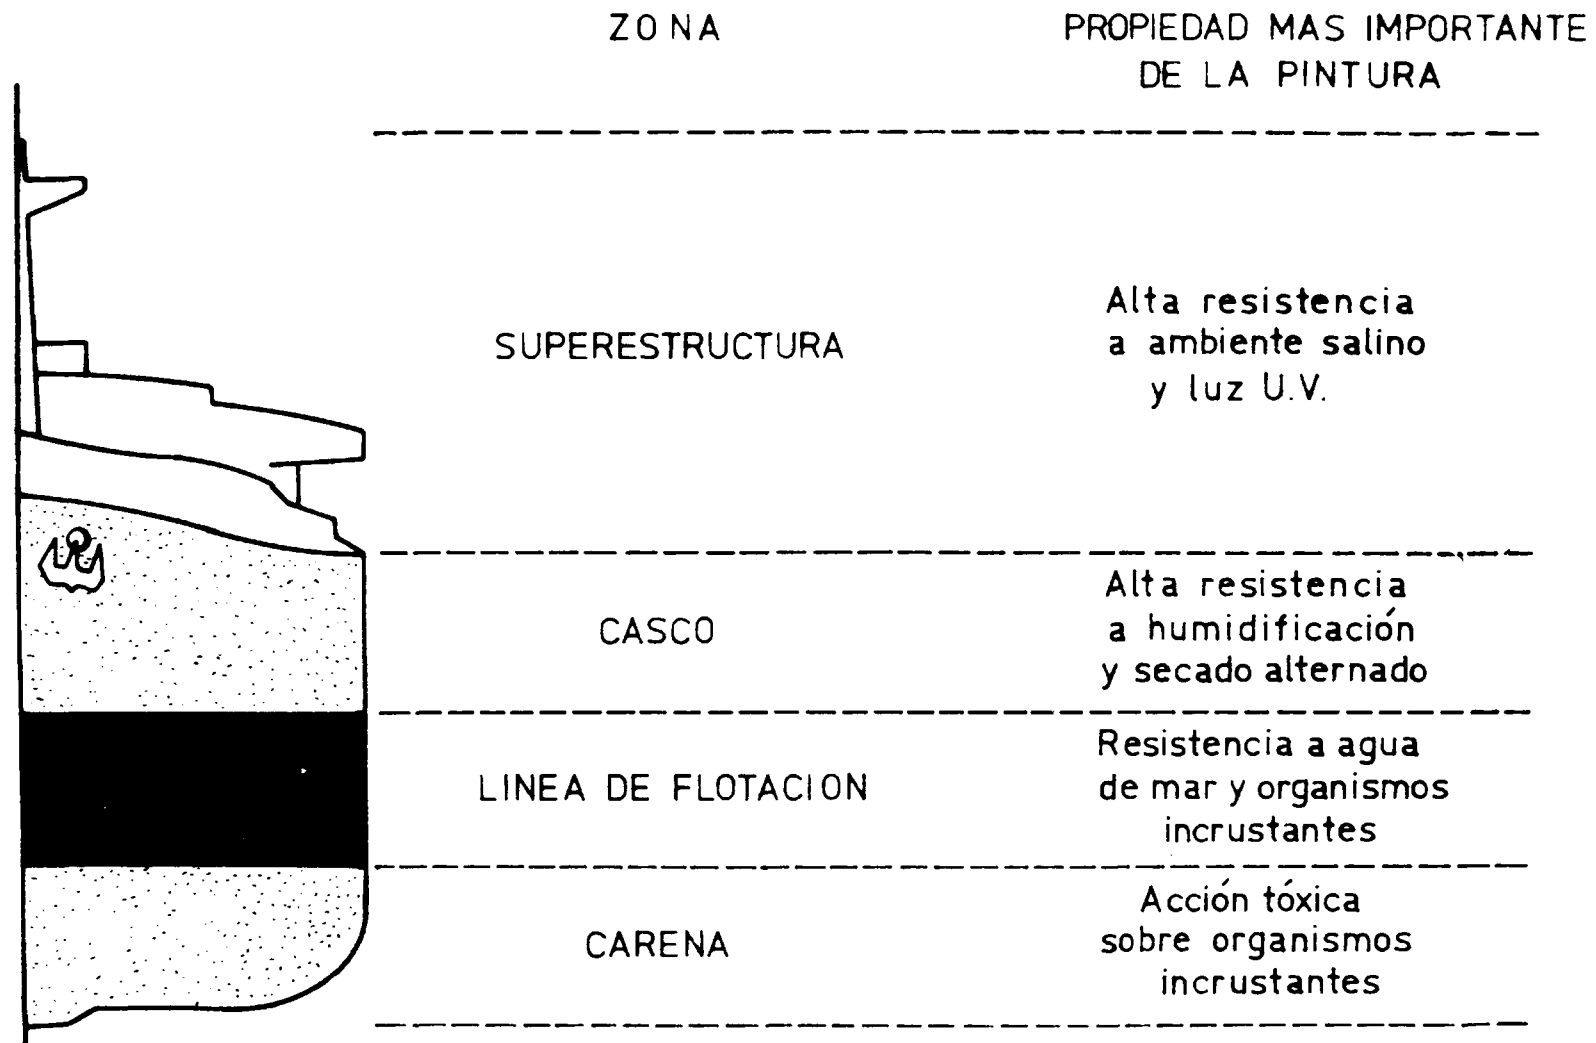 ZONA
PROPIEDAD MAS IMPORTANTE
DE LA PINTURA
SUPERESTRUCTURA
Alta resistencia
a ambiente salino
y luz U.V.
CASCO
Alta resistencia
a humidificación
y secado alternado
LINEA DE FLOTACION
Resistencia a agua
de mar y organismos
incrustantes
CARENA
Acción tóxica
sobre organismos
incrustantes